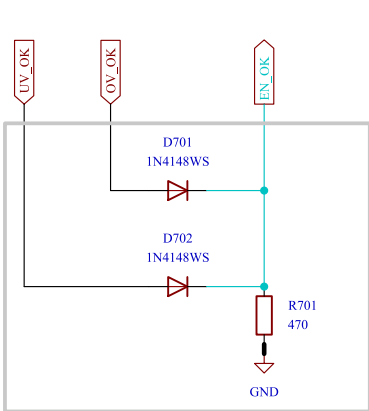 UV_OK
OV_OK
EN_OK
D701
1N4148WS
D702
1N4148WS
R701
470
GND